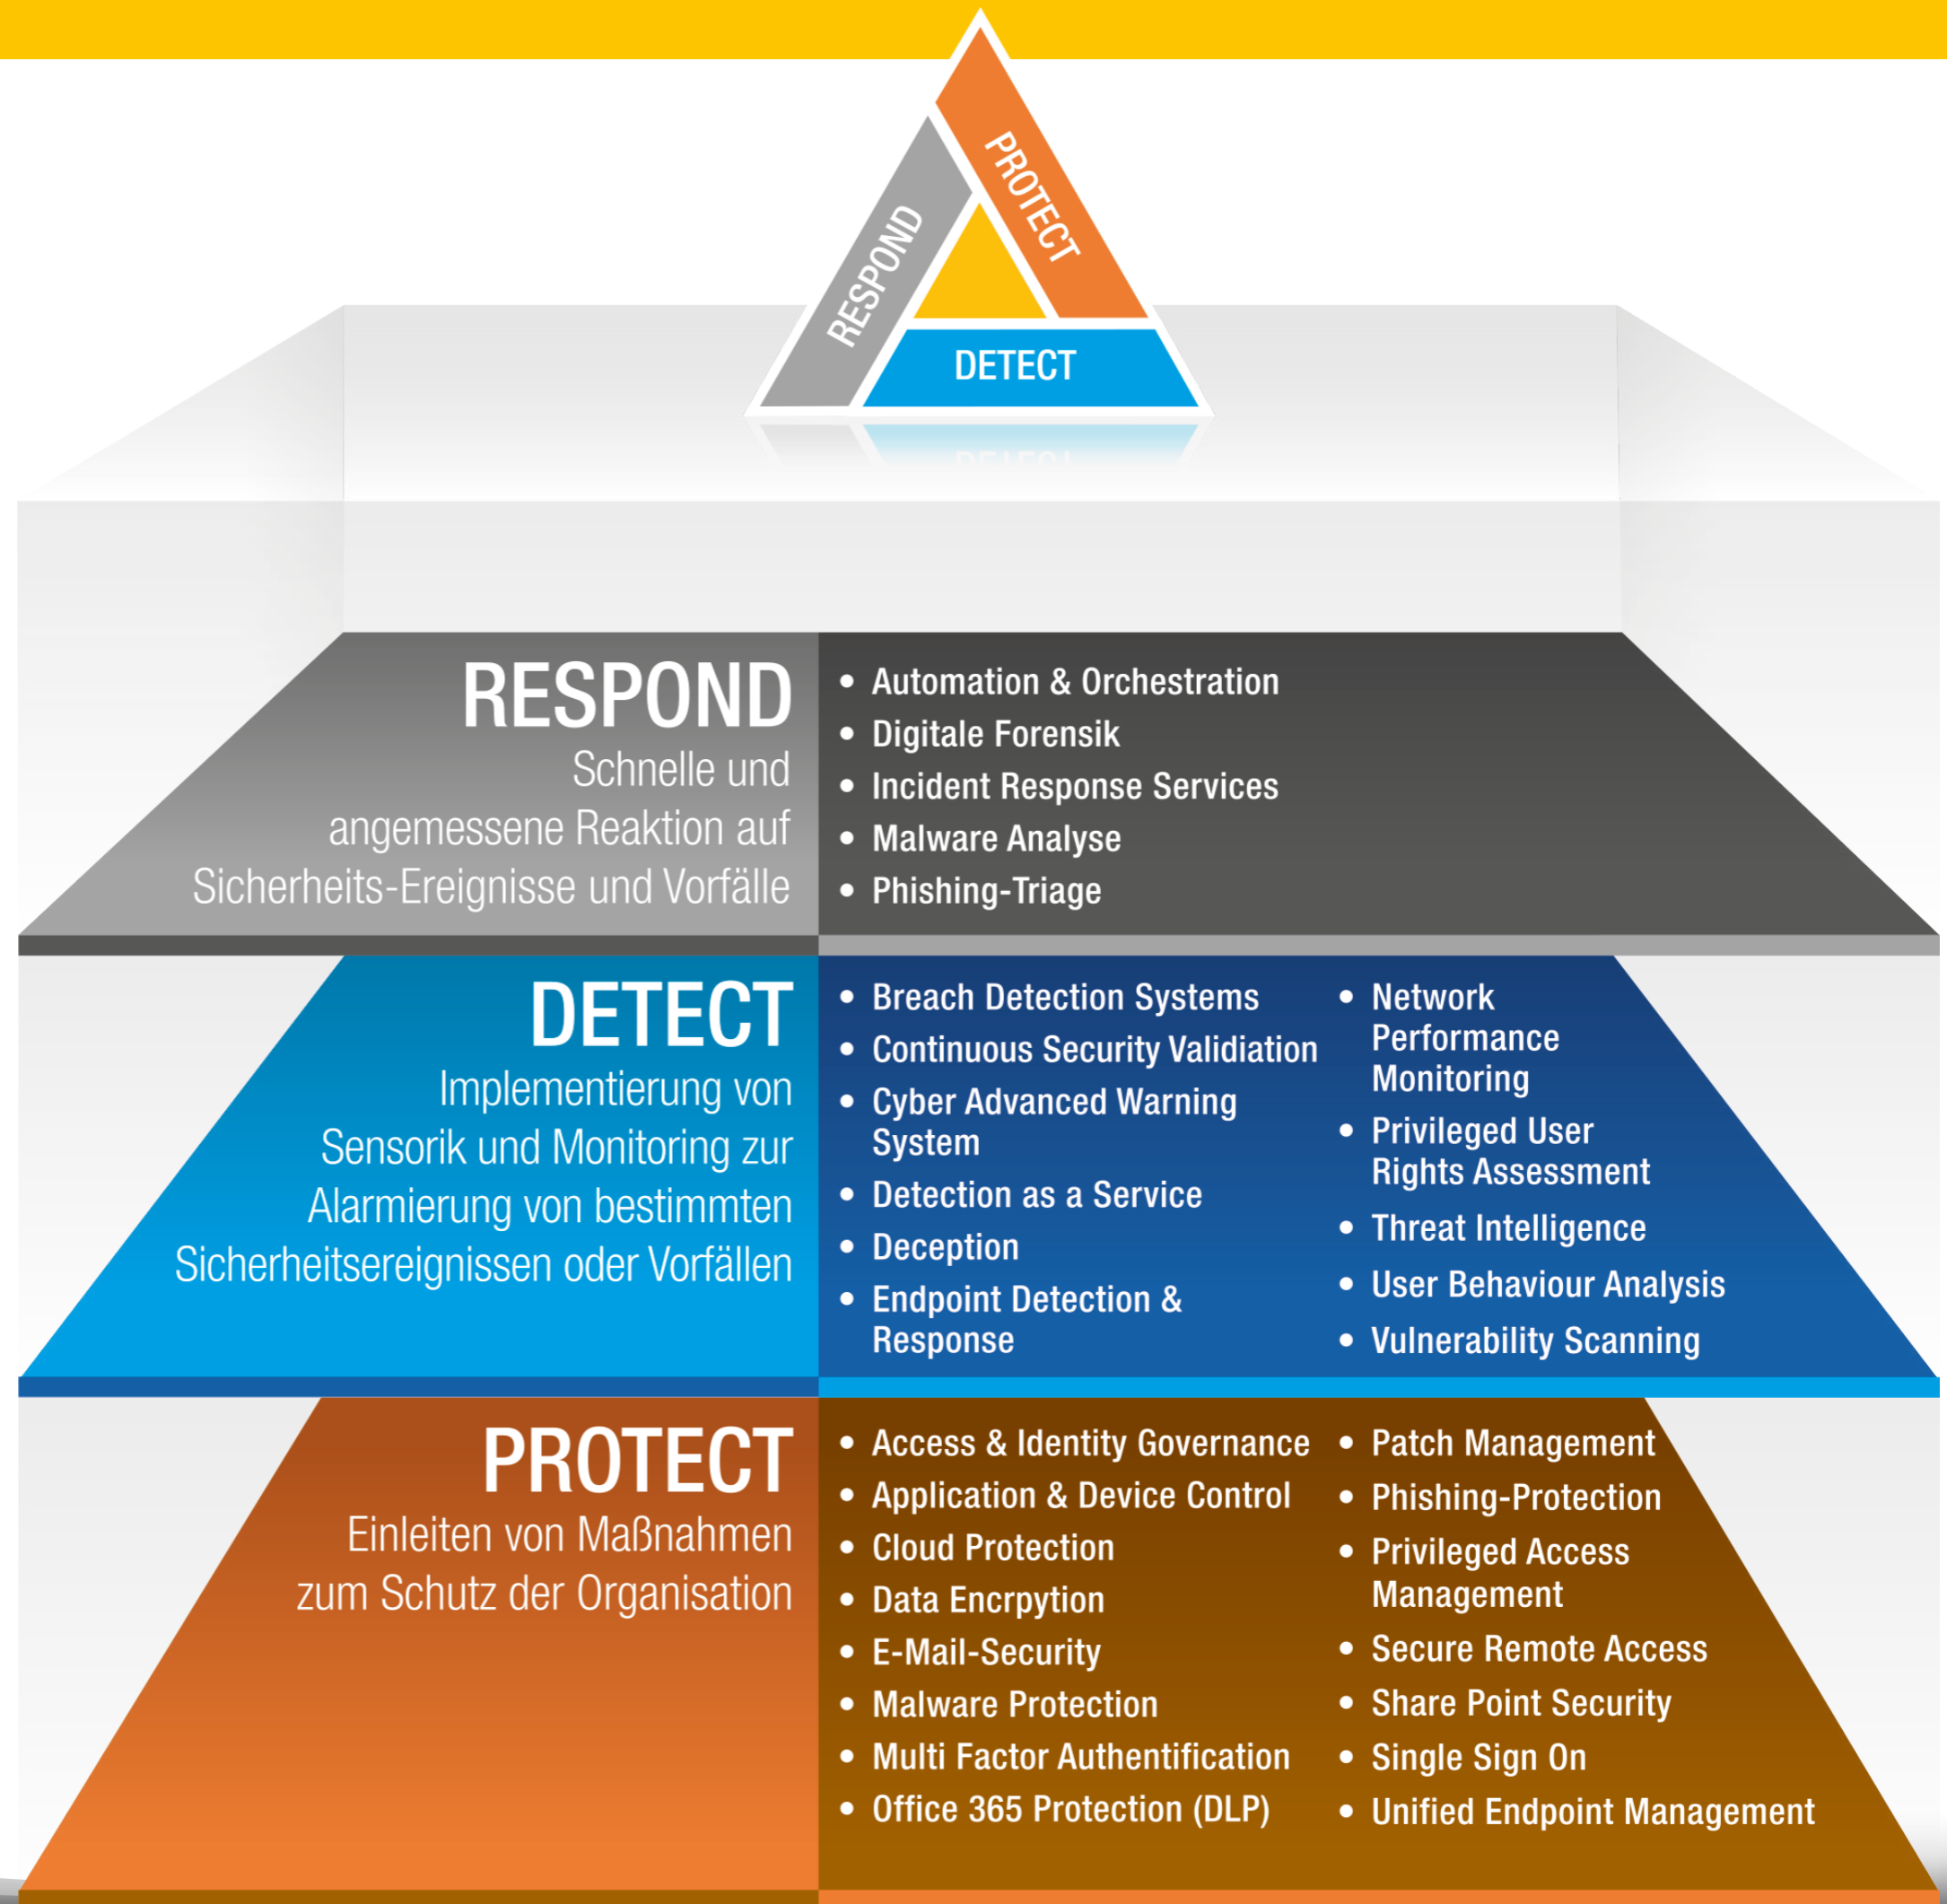 PROTECT
RESPOND
DETECT
RESPOND
Schnelle und
angemessene Reaktion auf
Sicherheits-Ereignisse und Vorfälle
• Automation & Orchestration
• Digitale Forensik
• Incident Response Services
• Malware Analyse
• Phishing-Triage
DETECT
Implementierung von
Sensorik und Monitoring zur
Alarmierung von bestimmten
Sicherheitsereignissen oder Vorfällen
• Breach Detection Systems
• Continuous Security Validiation
• Cyber Advanced Warning
System
• Detection as a Service
• Deception
• Endpoint Detection &
Response
• Network
Performance
Monitoring
• Privileged User
Rights Assessment
• Threat Intelligence
• User Behaviour Analysis
• Vulnerability Scanning
PROTECT
Einleiten von Maßnahmen
zum Schutz der Organisation
• Access & Identity Governance
• Application & Device Control
• Cloud Protection
• Data Encrpytion
• E-Mail-Security
• Malware Protection
• Multi Factor Authentification
• Office 365 Protection (DLP)
• Patch Management
• Phishing-Protection
• Privileged Access
Management
• Secure Remote Access
• Share Point Security
• Single Sign On
• Unified Endpoint Management